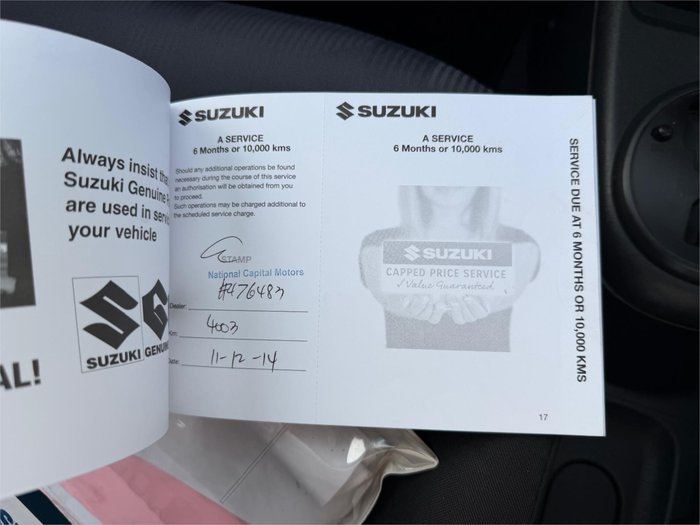 Always insist
Suzuki Genuine
are used in
your vehicle
SUZUKI
GENUIN
AL!
SUZUKI
A SERVICE
6 Months or 10,000 kms
Should any additional operations be found
necessary during the course of this service
an authorisation will be obtained from you
to proceed.
Such operations may be charged additional to
the scheduled service charge.
STAMP
National Capital Motors
#476483
Dealer:
Km: 4003
Date: 11-12-14
SUZUKI
A SERVICE
6 Months or 10,000 kms
SUZUKI
CAPPED PRICE SERVICE
Value Guaranteed
SERVICE DUE AT 6 MONTHS OR 10,000 KMS
17